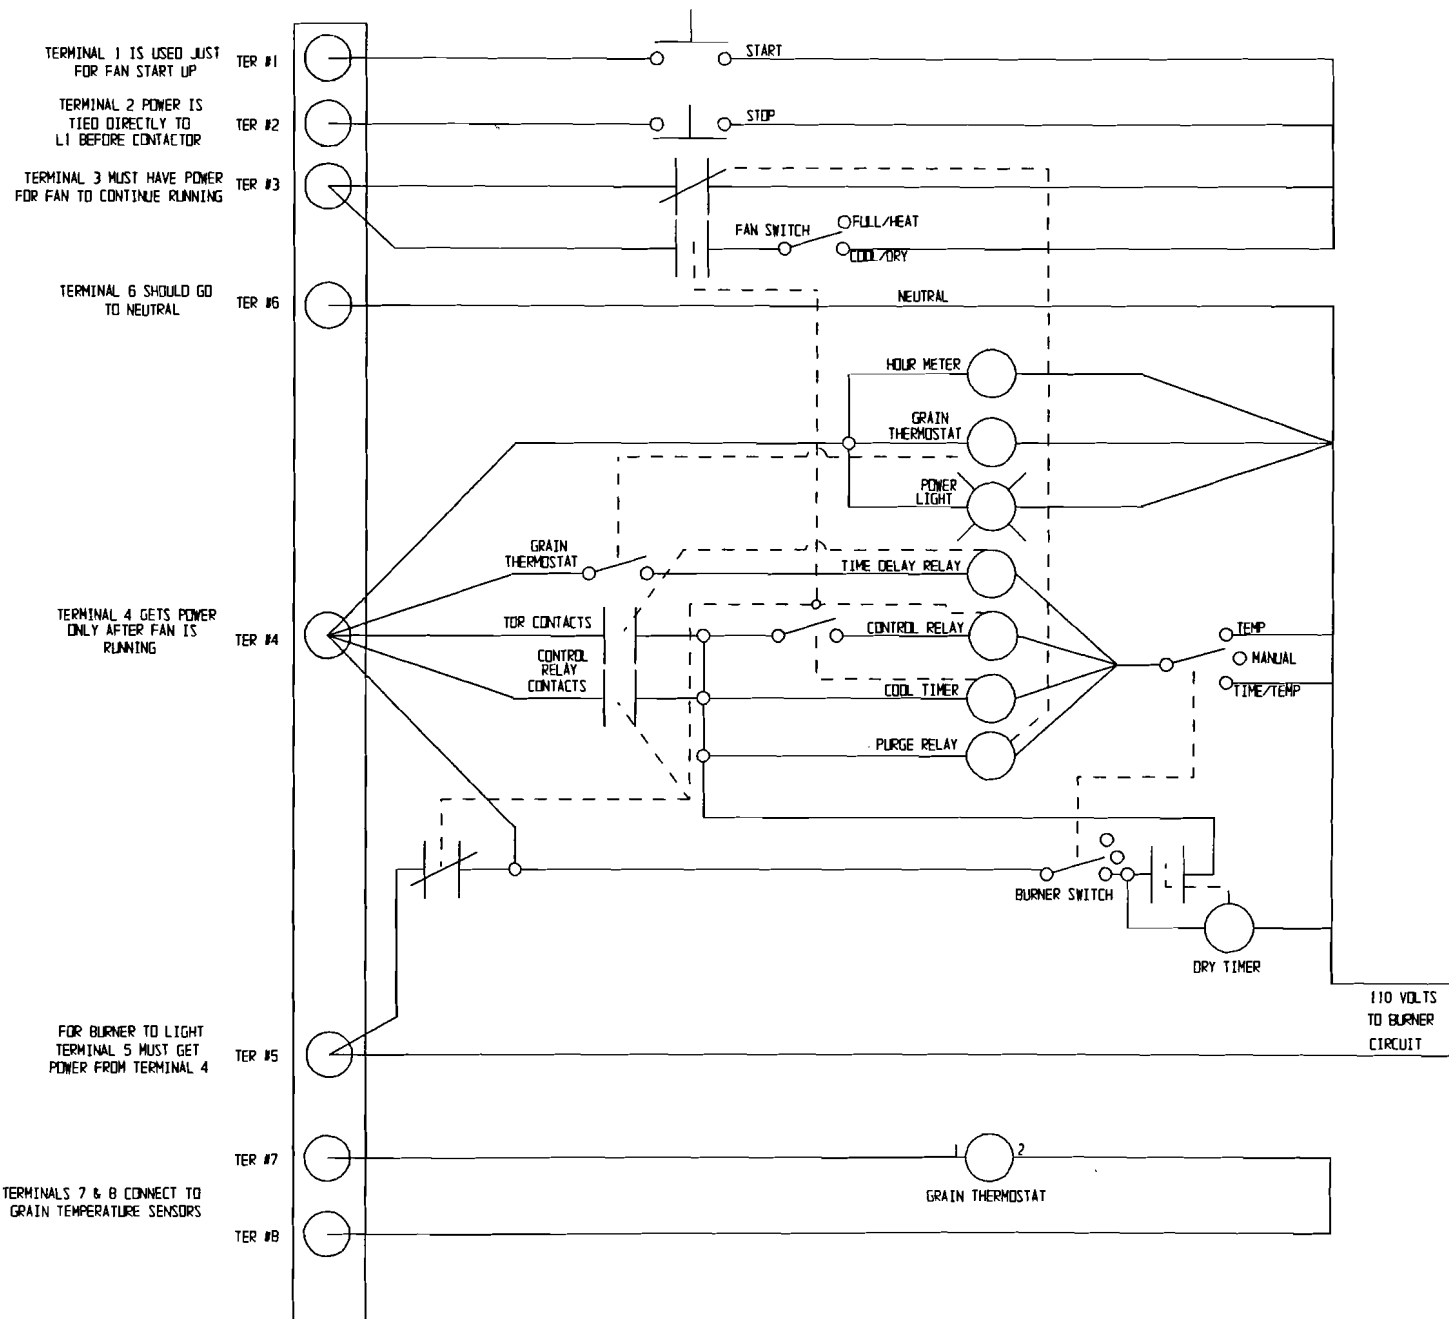 TERMINAL 1 IS USED JUST
FOR FAN START UP
TER #1
START
TERMINAL 2 POWER IS
TIED DIRECTLY TO
L1 BEFORE CONTACTOR
TER #2
STOP
TERMINAL 3 MUST HAVE POWER
FOR FAN TO CONTINUE RUNNING
TER #3
FAN SWITCH
FULL/HEAT
COOL/DRY
TERMINAL 6 SHOULD GO
TO NEUTRAL
TER #6
NEUTRAL
HOUR METER
GRAIN
THERMOSTAT
POWER
LIGHT
GRAIN
THERMOSTAT
TIME DELAY RELAY
TERMINAL 4 GETS POWER
ONLY AFTER FAN IS
RUNNING
TER #4
TDR CONTACTS
CONTROL RELAY
TEMP
MANUAL
TIME/TEMP
CONTROL
RELAY
CONTACTS
COOL TIMER
PURGE RELAY
BURNER SWITCH
DRY TIMER
110 VOLTS
TO BURNER
CIRCUIT
FOR BURNER TO LIGHT
TERMINAL 5 MUST GET
POWER FROM TERMINAL 4
TER #5
TER #7
1
2
GRAIN THERMOSTAT
TERMINALS 7 & 8 CONNECT TO
GRAIN TEMPERATURE SENSORS
TER #8